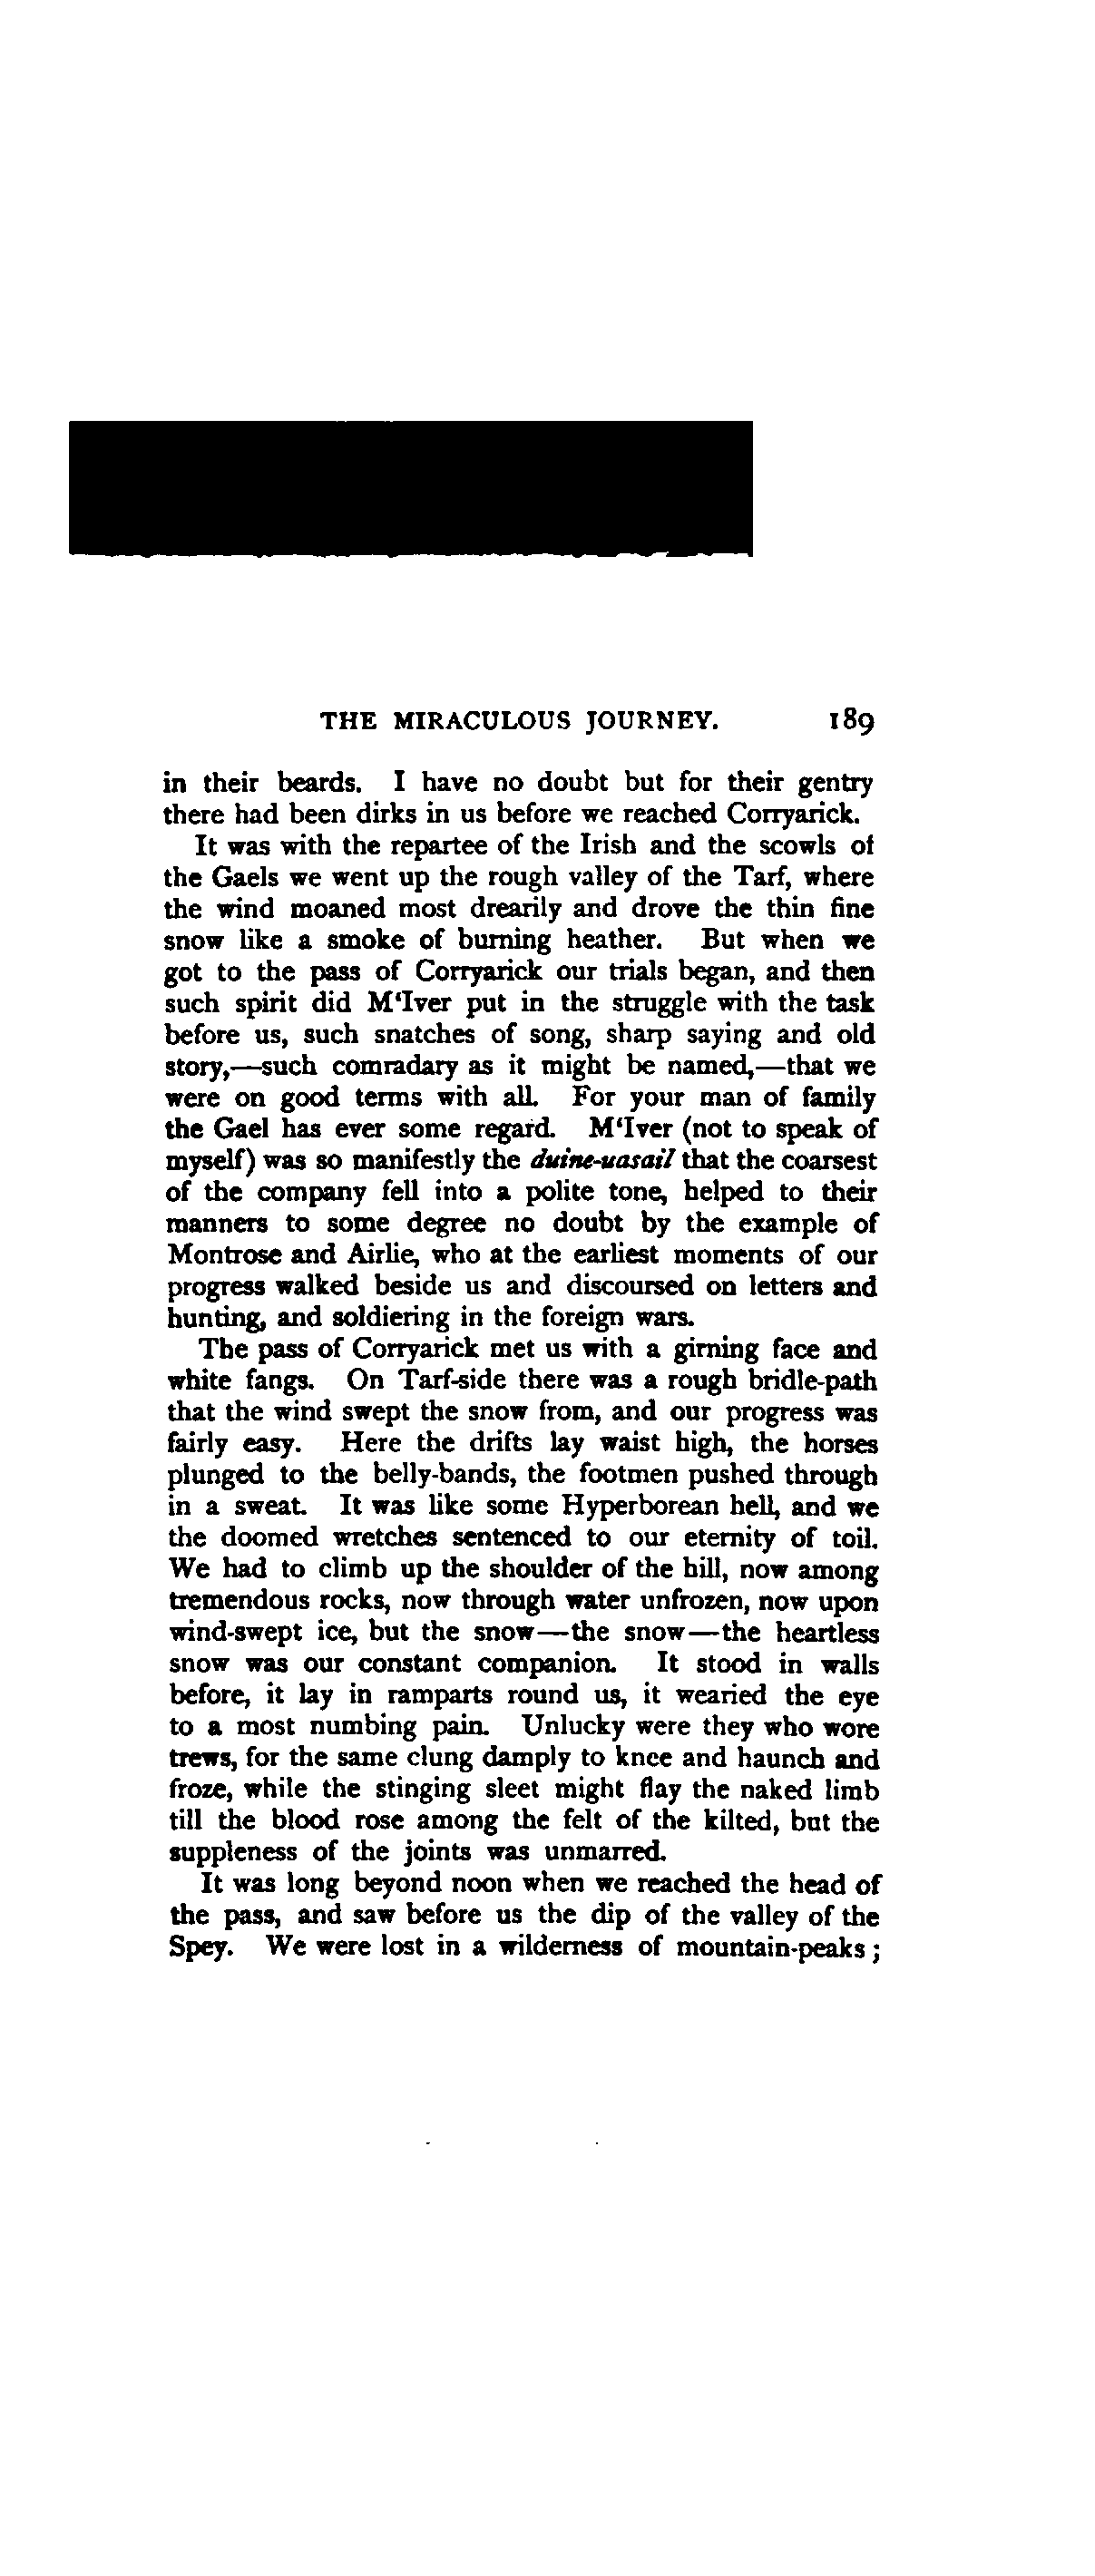 THE MIRACULOUS JOURNEY. 189
in their beards. I have no doubt but for their gentry
there had been dirks in us before we reached Corryarick.
It was with the repartee of the Irish and the scowls of
the Gaels we went up the rough valley of the Tarf, where
the wind moaned most drearily and drove the thin fine
snow like a smoke of burning heather. But when we
got to the pass of Corryarick our trials began, and then
such spirit did M‘Iver put in the struggle with the task
before us, such snatches of song, sharp saying and old
story,—such comradary as it might be named,—that we
were on good terms with all. For your man of family
the Gael has ever some regard. M‘Iver (not to speak of
myself) was so manifestly the duine-uasail that the coarsest
of the company fell into a polite tone, helped to their
manners to some degree no doubt by the example of
Montrose and Airlie, who at the earliest moments of our
progress walked beside us and discoursed on letters and
hunting, and soldiering in the foreign wars.
The pass of Corryarick met us with a girning face and
white fangs. On Tarf-side there was a rough bridle-path
that the wind swept the snow from, and our progress was
fairly easy. Here the drifts lay waist high, the horses
plunged to the belly-bands, the footmen pushed through
in a sweat. It was like some Hyperborean hell, and we
the doomed wretches sentenced to our eternity of toil.
We had to climb up the shoulder of the hill, now among
tremendous rocks, now through water unfrozen, now upon
wind-swept ice, but the snow—the snow—the heartless
snow was our constant companion. It stood in walls
before, it lay in ramparts round us, it wearied the eye
to a most numbing pain. Unlucky were they who wore
trews, for the same clung damply to knee and haunch and
froze, while the stinging sleet might flay the naked limb
till the blood rose among the felt of the kilted, but the
suppleness of the joints was unmarred.
It was long beyond noon when we reached the head of
the pass, and saw before us the dip of the valley of the
Spey. We were lost in a wilderness of mountain-peaks ;